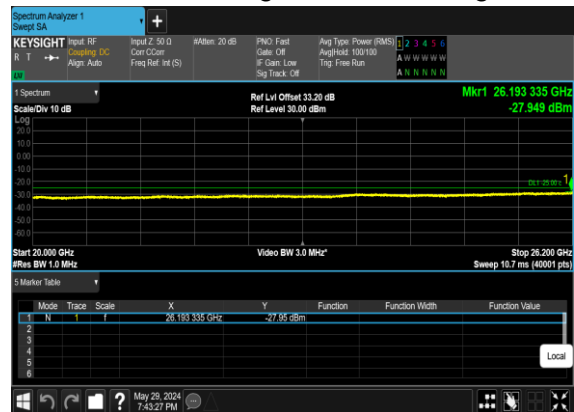 Spectrum Analyzer 1
Swept SA
+
KEYSIGHT Input: RF Input Z: 50 Ω #Atten: 20 dB PNO: Fast Avg Type: Power (RMS) 1 2 3 4 5 6
R T Coupling: DC Corr CCorr Gate: Off Avg|Hold: 100/100 A W W W W W
Align: Auto Freq Ref: Int (S) IF Gain: Low Trig: Free Run
Sig Track: Off A N N N N N
1 Spectrum Ref Lvl Offset 33.20 dB Mkr1 26.193 335 GHz
Scale/Div 10 dB Ref Level 30.00 dBm -27.949 dBm
Log
20.0
10.0
0.00
-10.0
-20.0
DL1 -25.00 1
-30.0
-40.0
-50.0
-60.0
Start 20.000 GHz Video BW 3.0 MHz* Stop 26.200 GHz
#Res BW 1.0 MHz Sweep 10.7 ms (40001 pts)
5 Marker Table
Mode Trace Scale X Y Function Function Width Function Value
1 N 1 f 26.193 335 GHz -27.95 dBm
2
3
4
5
6
Local
? May 29, 2024
7:43:27 PM